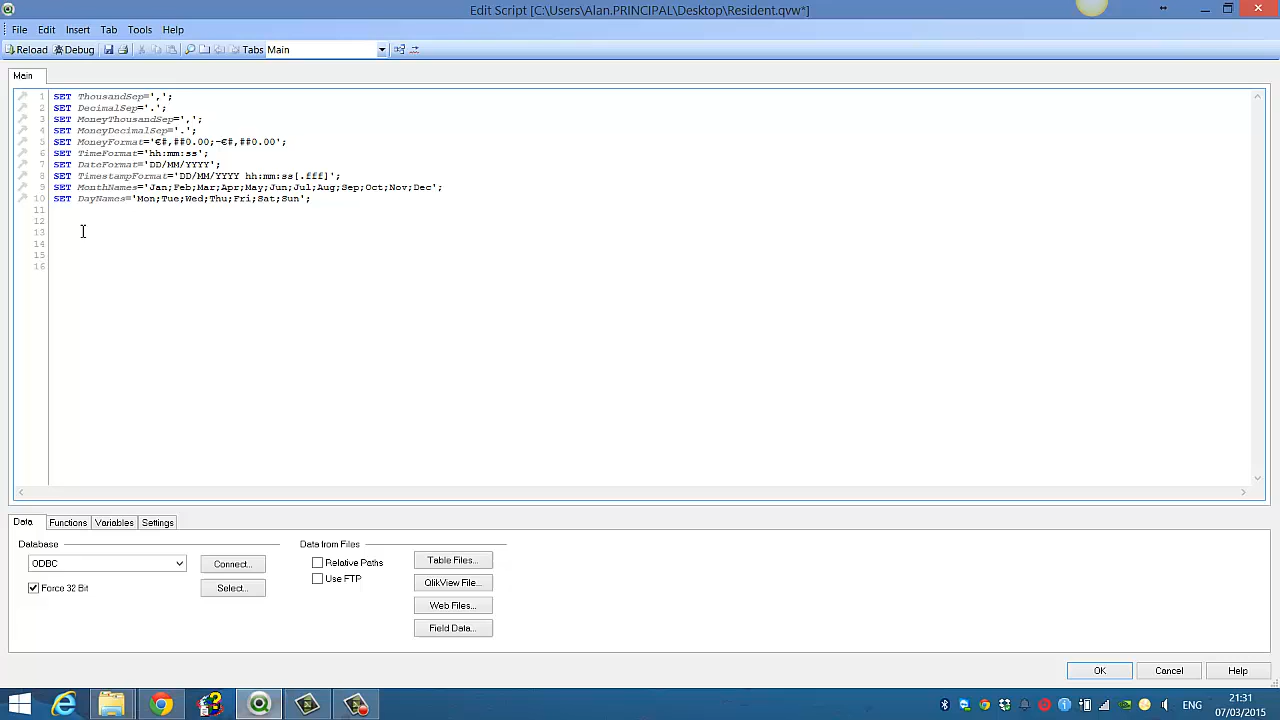 Edit Script [C:\Users\Alan.PRINCIPAL\Desktop\Resident.qvw*]
File Edit Insert Tab Tools Help
Reload Debug Tabs Main
Main
1 SET ThousandSep=',';
2 SET DecimalSep='.';
3 SET MoneyThousandSep=',';
4 SET MoneyDecimalSep='.';
5 SET MoneyFormat='€#,##0.00;-€#,##0.00';
6 SET TimeFormat='hh:mm:ss';
7 SET DateFormat='DD/MM/YYYY';
8 SET TimestampFormat='DD/MM/YYYY hh:mm:ss[.fff]';
9 SET MonthNames='Jan;Feb;Mar;Apr;May;Jun;Jul;Aug;Sep;Oct;Nov;Dec';
10 SET DayNames='Mon;Tue;Wed;Thu;Fri;Sat;Sun';
11
12
13
14
15
16
Data Functions Variables Settings
Database Data from Files
ODBC Connect... Relative Paths Table Files...
Use FTP QlikView File...
Force 32 Bit Select...
Web Files...
Field Data...
OK Cancel Help
ENG 21:31
07/03/2015